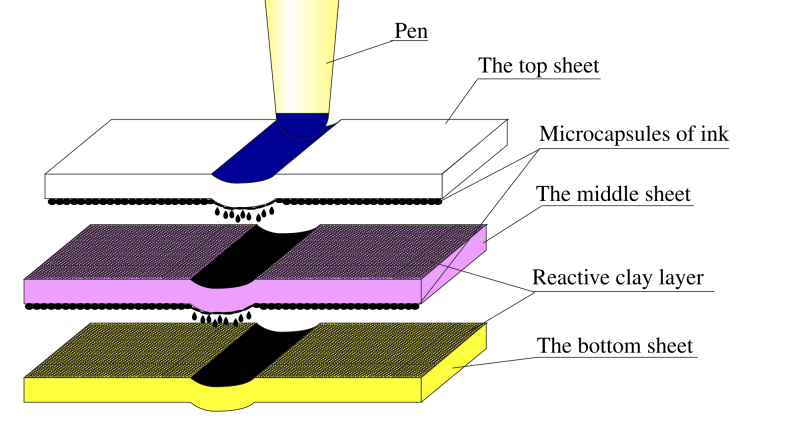 Pen
The top sheet
Microcapsules of ink
The middle sheet
Reactive clay layer
The bottom sheet